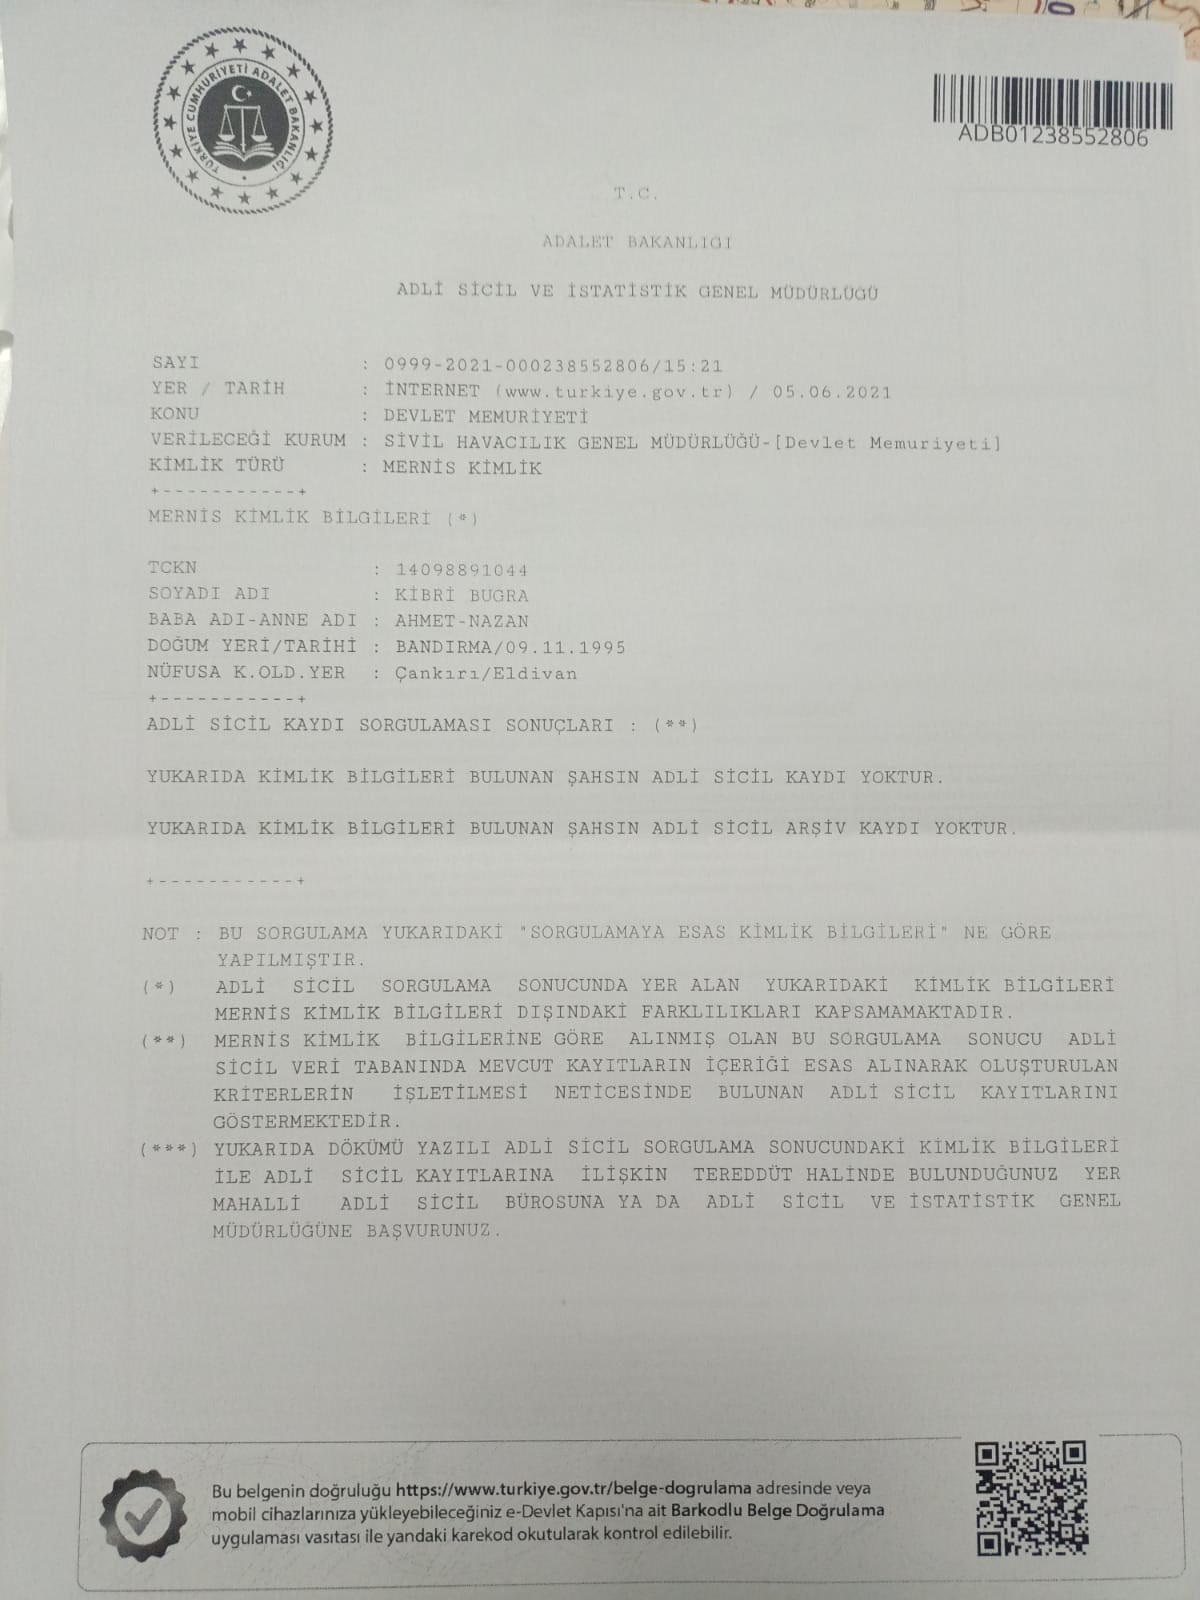 TÜRKİYE CUMHURİYETİ ADALET BAKANLIĞI
ADB01238552806
T.C.
ADALET BAKANLIĞI
ADLİ SİCİL VE İSTATİSTİK GENEL MÜDÜRLÜĞÜ
SAYI : 0999-2021-000238552806/15:21
YER / TARİH : İNTERNET (www.turkiye.gov.tr) / 05.06.2021
KONU : DEVLET MEMURİYETİ
VERİLECEĞİ KURUM : SİVİL HAVACILIK GENEL MÜDÜRLÜĞÜ-[Devlet Memuriyeti]
KİMLİK TÜRÜ : MERNİS KİMLİK
+-----------+
MERNİS KİMLİK BİLGİLERİ (*)
TCKN : 14098891044
SOYADI ADI : KİBRİ BUĞRA
BABA ADI-ANNE ADI : AHMET-NAZAN
DOĞUM YERİ/TARİHİ : BANDIRMA/09.11.1995
NÜFUSA K.OLD.YER : Çankırı/Eldivan
+-----------+
ADLİ SİCİL KAYDI SORGULAMASI SONUÇLARI : (**)
YUKARIDA KİMLİK BİLGİLERİ BULUNAN ŞAHSIN ADLİ SİCİL KAYDI YOKTUR.
YUKARIDA KİMLİK BİLGİLERİ BULUNAN ŞAHSIN ADLİ SİCİL ARŞİV KAYDI YOKTUR.
+-----------+
NOT : BU SORGULAMA YUKARIDAKİ "SORGULAMAYA ESAS KİMLİK BİLGİLERİ" NE GÖRE
YAPILMIŞTIR.
(*) ADLİ SİCİL SORGULAMA SONUCUNDA YER ALAN YUKARIDAKİ KİMLİK BİLGİLERİ
MERNİS KİMLİK BİLGİLERİ DIŞINDAKİ FARKLILIKLARI KAPSAMAMAKTADIR.
(**) MERNİS KİMLİK BİLGİLERİNE GÖRE ALINMIŞ OLAN BU SORGULAMA SONUCU ADLİ
SİCİL VERİ TABANINDA MEVCUT KAYITLARIN İÇERİĞİ ESAS ALINARAK OLUŞTURULAN
KRİTERLERİN İŞLETİLMESİ NETİCESİNDE BULUNAN ADLİ SİCİL KAYITLARINI
GÖSTERMEKTEDİR.
(***) YUKARIDA DÖKÜMÜ YAZILI ADLİ SİCİL SORGULAMA SONUCUNDAKİ KİMLİK BİLGİLERİ
İLE ADLİ SİCİL KAYITLARINA İLİŞKİN TEREDDÜT HALİNDE BULUNDUĞUNUZ YER
MAHALLİ ADLİ SİCİL BÜROSUNA YA DA ADLİ SİCİL VE İSTATİSTİK GENEL
MÜDÜRLÜĞÜNE BAŞVURUNUZ.
Bu belgenin doğruluğu https://www.turkiye.gov.tr/belge-dogrulama adresinde veya
mobil cihazlarınıza yükleyebileceğiniz e-Devlet Kapısı'na ait Barkodlu Belge Doğrulama
uygulaması vasıtası ile yandaki karekod okutularak kontrol edilebilir.